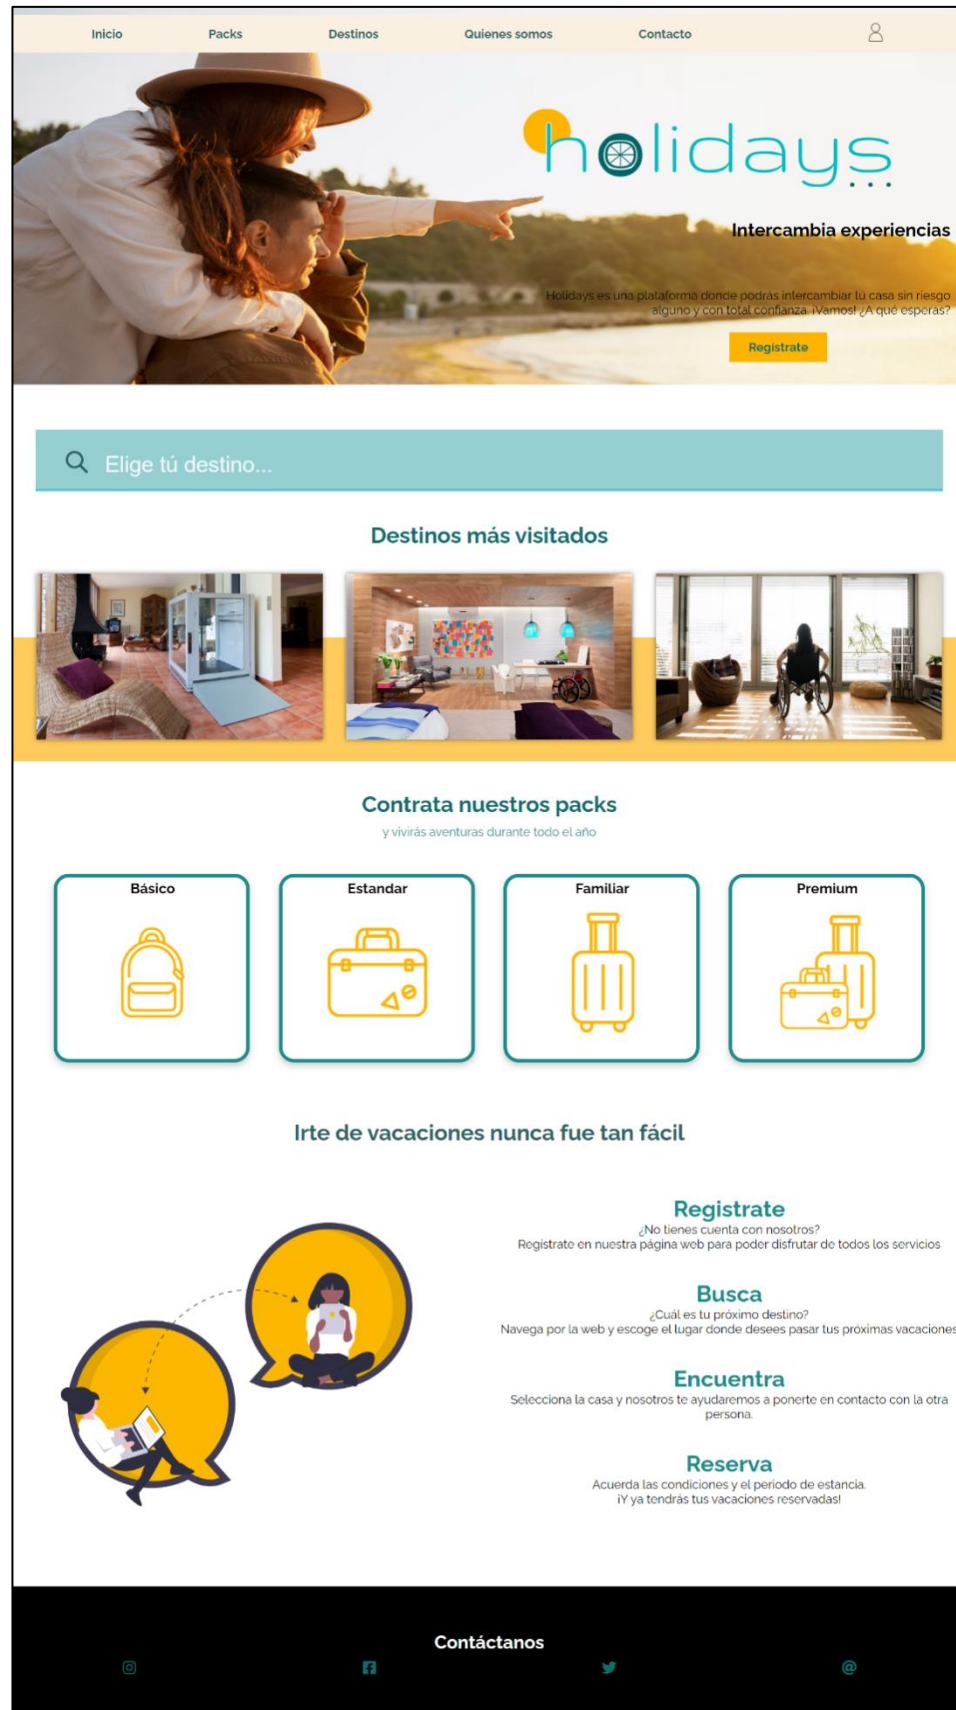 Inicio
Packs
Destinos
Quienes somos
Contacto
holidays...
Intercambia experiencias
Holidays es una plataforma donde podrás intercambiar tú casa sin riesgo
alguno y con total confianza. ¡Vamos! ¿A qué esperas?
Registrate
Elige tú destino...
Destinos más visitados
Contrata nuestros packs
y vivirás aventuras durante todo el año
Básico
Estandar
Familiar
Premium
Irte de vacaciones nunca fue tan fácil
Registrate
¿No tienes cuenta con nosotros?
Registrate en nuestra página web para poder disfrutar de todos los servicios
Busca
¿Cuál es tu próximo destino?
Navega por la web y escoge el lugar donde desees pasar tus próximas vacaciones
Encuentra
Selecciona la casa y nosotros te ayudaremos a ponerte en contacto con la otra
persona.
Reserva
Acuerda las condiciones y el periodo de estancia.
¡Y ya tendrás tus vacaciones reservadas!
Contáctanos